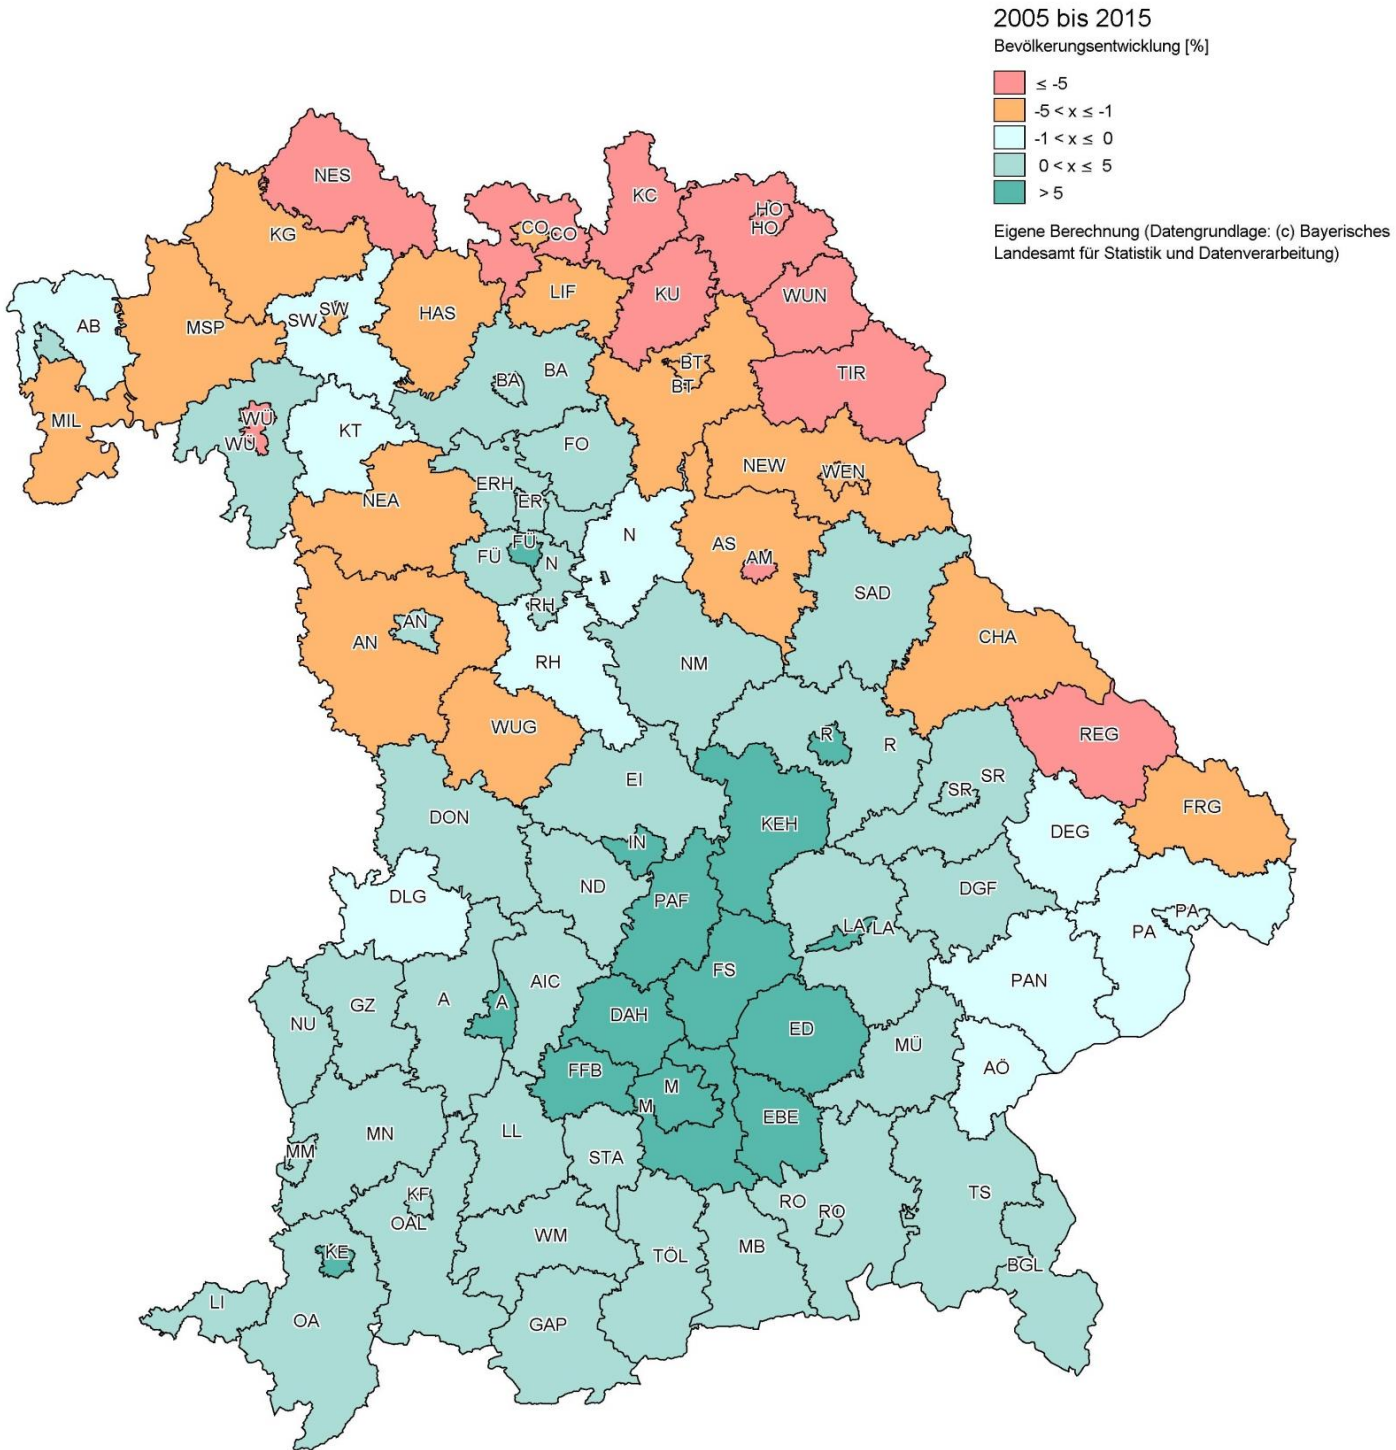 2005 bis 2015
Bevölkerungsentwicklung [%]
≤ -5
-5 < x ≤ -1
-1 < x ≤ 0
0 < x ≤ 5
> 5
Eigene Berechnung (Datengrundlage: (c) Bayerisches
Landesamt für Statistik und Datenverarbeitung)
NES
KC
HO
HO
KG
CO
CO
LIF
KU
WUN
AB
MSP
SW
SW
HAS
BT
BT
TIR
BA
BA
MIL
WÜ
WÜ
KT
FO
NEW
WEN
NEA
ERH
ER
N
FÜ
FÜ
N
AS
AM
SAD
RH
AN
AN
RH
NM
CHA
WUG
R
R
REG
EI
SR
SR
FRG
DON
IN
KEH
DEG
ND
DGF
DLG
PAF
LA
LA
PA
PA
FS
AIC
PAN
GZ
A
A
NU
DAH
ED
MÜ
AÖ
FFB
M
M
EBE
MN
LL
MM
STA
TS
KF
OAL
RO
RO
WM
MB
TÖL
KE
BGL
LI
OA
GAP